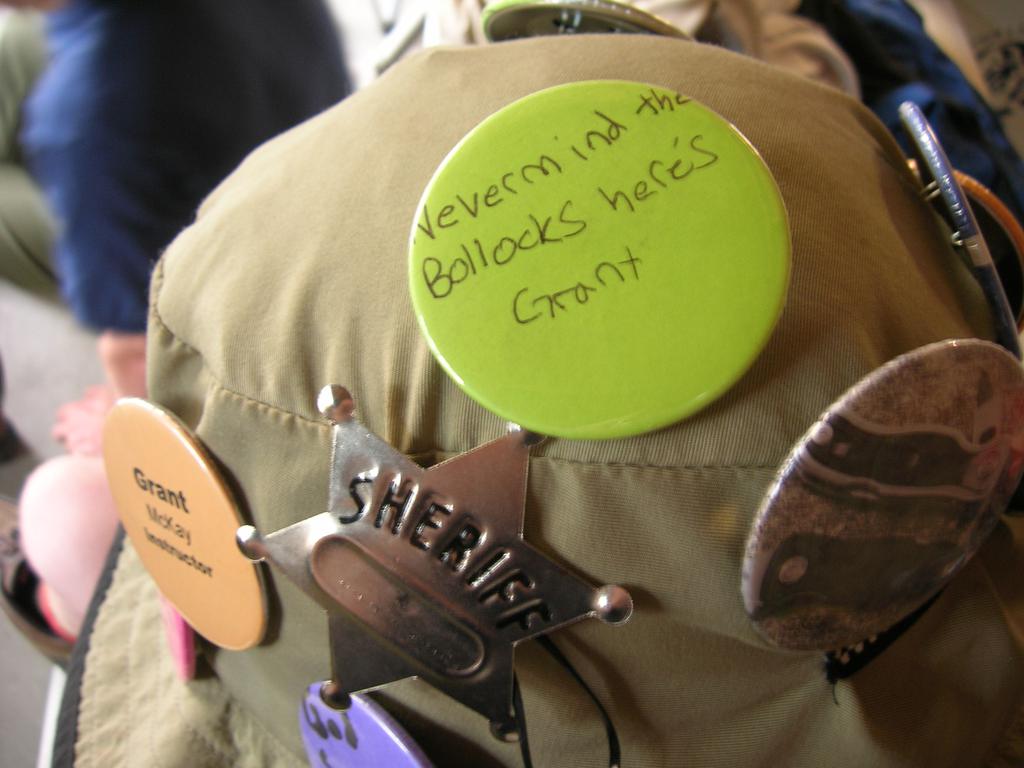 Nevermind the
Bollocks here's
Grant
SHERIFF
Grant
McKay
Instructor